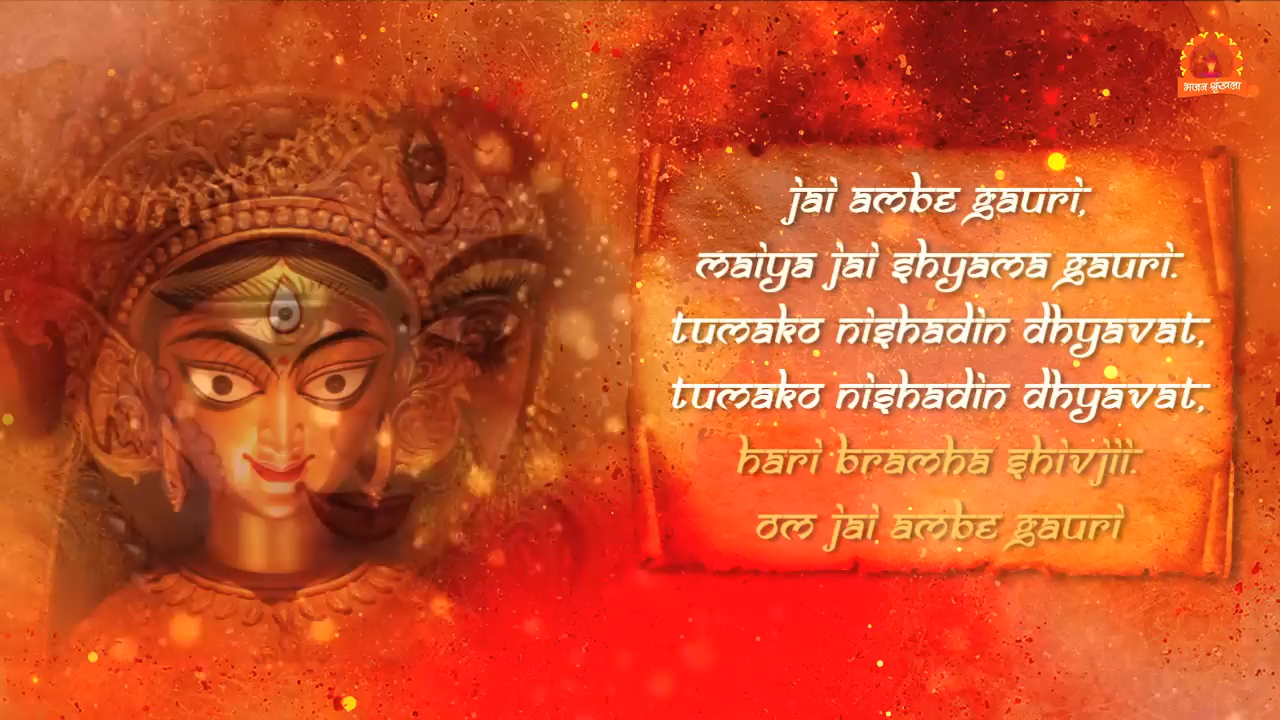 भजन श्रृंखला
jai ambe gauri,
maiya jai shyama gauri.
tumako nishadin dhyavat,
tumako nishadin dhyavat,
hari bramha shivjii.
om jai ambe gauri